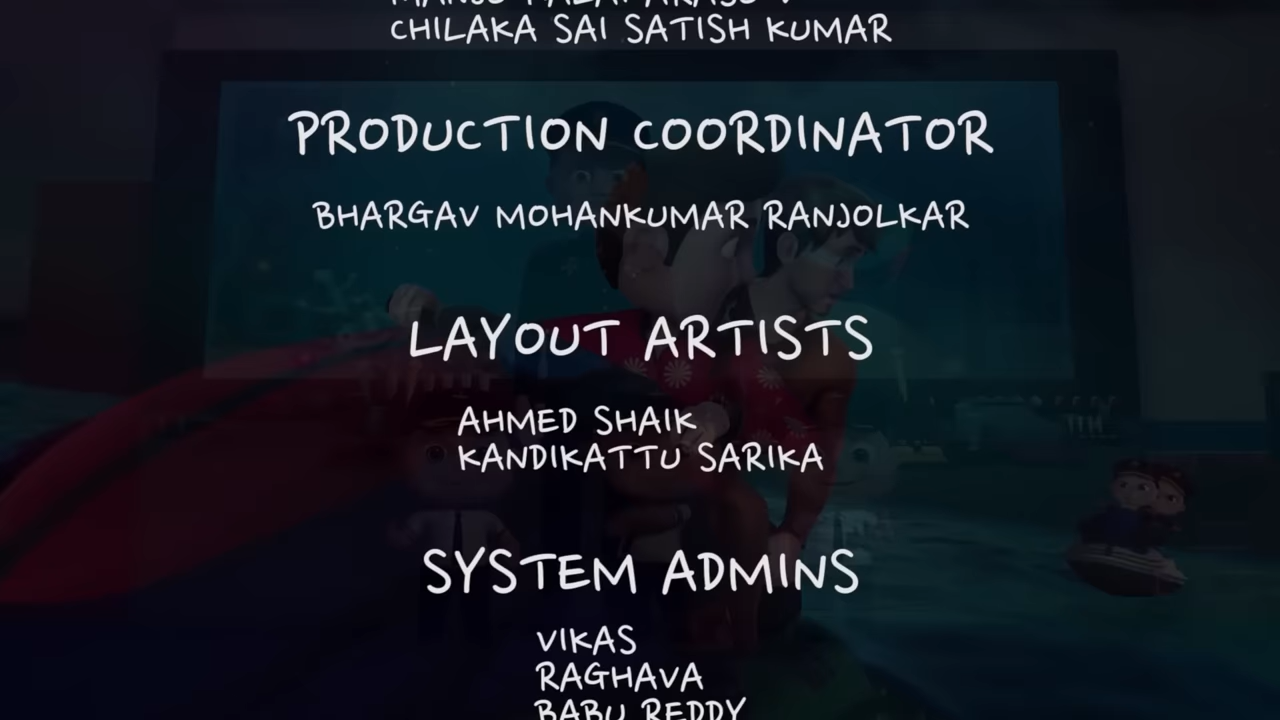 CHILAKA SAI SATISH KUMAR
PRODUCTION COORDINATOR
BHARGAV MOHANKUMAR RANJOLKAR
LAYOUT ARTISTS
AHMED SHAIK
KANDIKATTU SARIKA
SYSTEM ADMINS
VIKAS
RAGHAVA
BABU REDDY